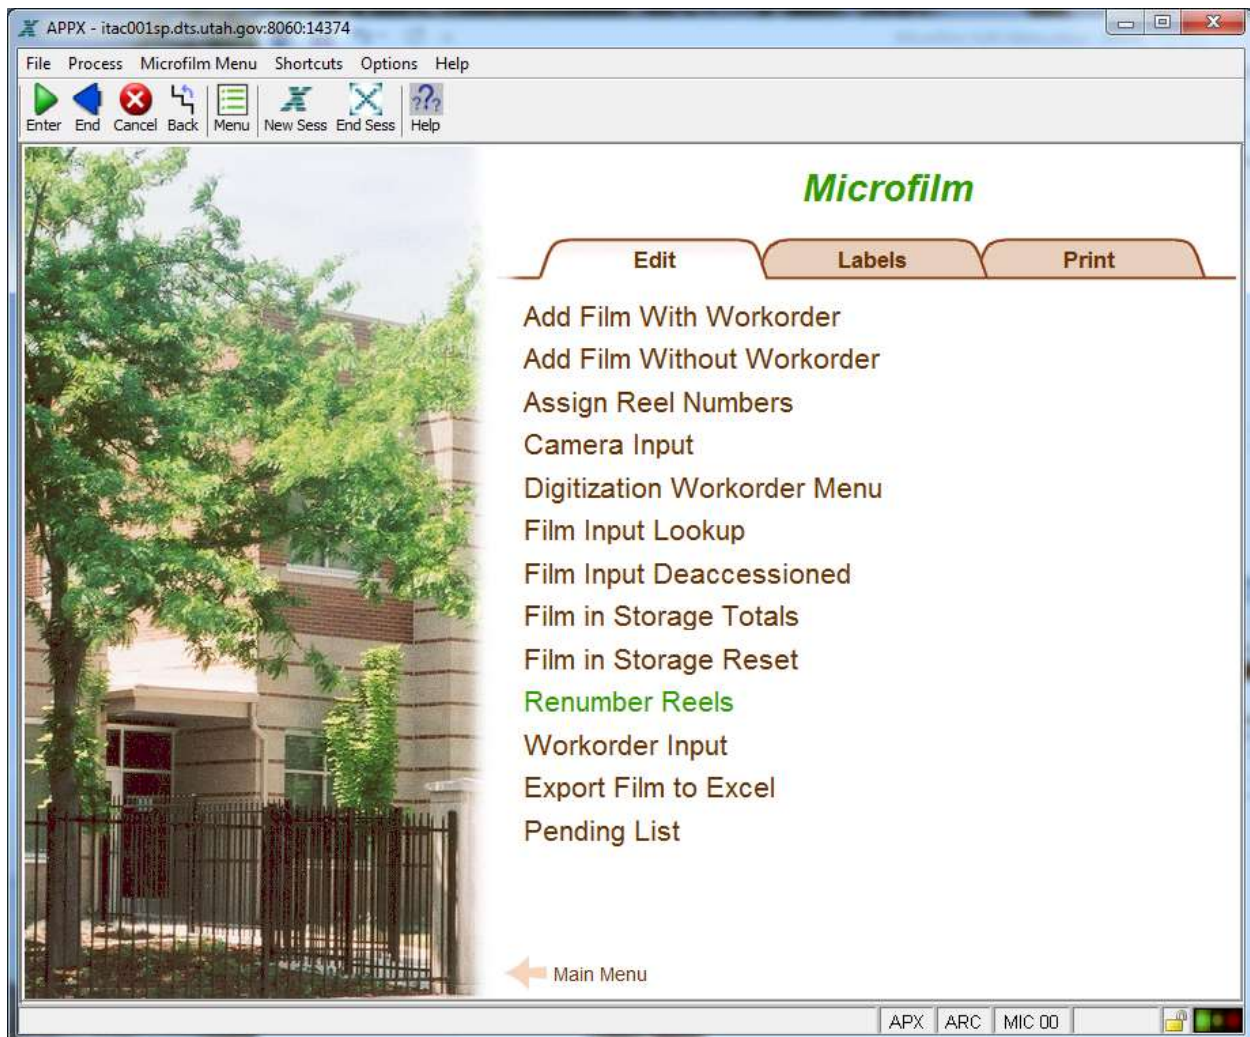 APPX - itac001sp.dts.utah.gov:8060:14374
File Process Microfilm Menu Shortcuts Options Help
Enter End Cancel Back Menu New Sess End Sess Help
Microfilm
Edit Labels Print
Add Film With Workorder
Add Film Without Workorder
Assign Reel Numbers
Camera Input
Digitization Workorder Menu
Film Input Lookup
Film Input Deaccessioned
Film in Storage Totals
Film in Storage Reset
Renumber Reels
Workorder Input
Export Film to Excel
Pending List
Main Menu
APX ARC MIC 00